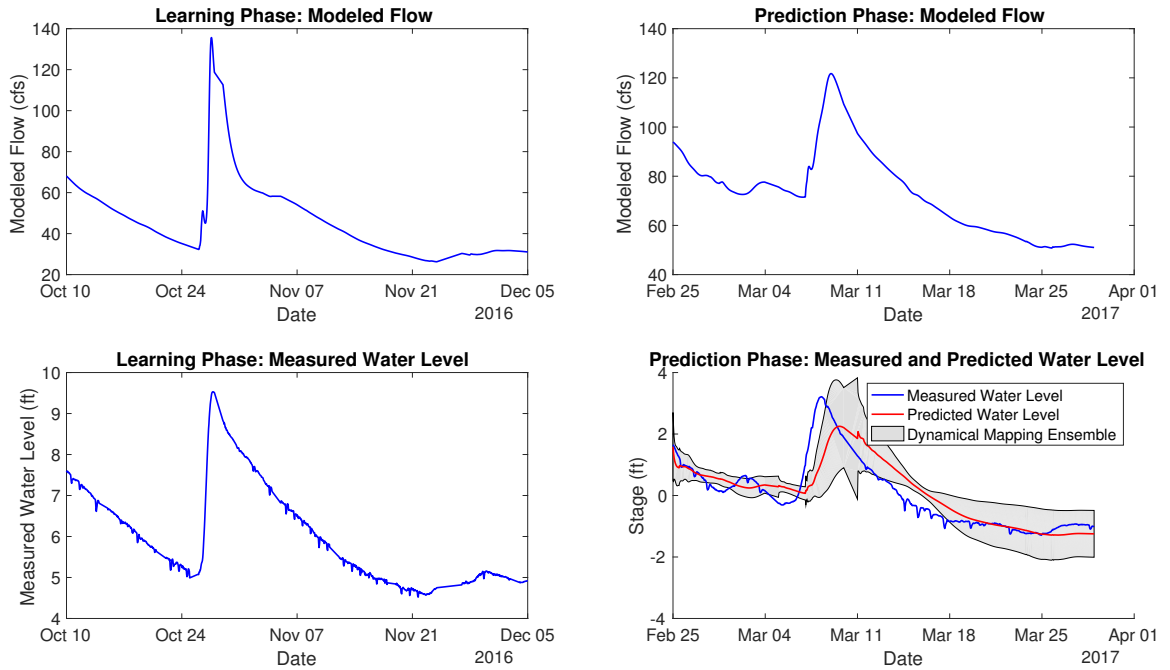 Learning Phase: Modeled Flow
Modeled Flow (cfs)
140
120
100
80
60
40
20
Oct 10 Oct 24 Nov 07 Nov 21 Dec 05
Date
2016
Prediction Phase: Modeled Flow
Modeled Flow (cfs)
140
120
100
80
60
40
Feb 25 Mar 04 Mar 11 Mar 18 Mar 25 Apr 01
Date
2017
Learning Phase: Measured Water Level
Measured Water Level (ft)
10
9
8
7
6
5
4
Oct 10 Oct 24 Nov 07 Nov 21 Dec 05
Date
2016
Prediction Phase: Measured and Predicted Water Level
Stage (ft)
4
2
0
-2
-4
Measured Water Level
Predicted Water Level
Dynamical Mapping Ensemble
Feb 25 Mar 04 Mar 11 Mar 18 Mar 25 Apr 01
Date
2017